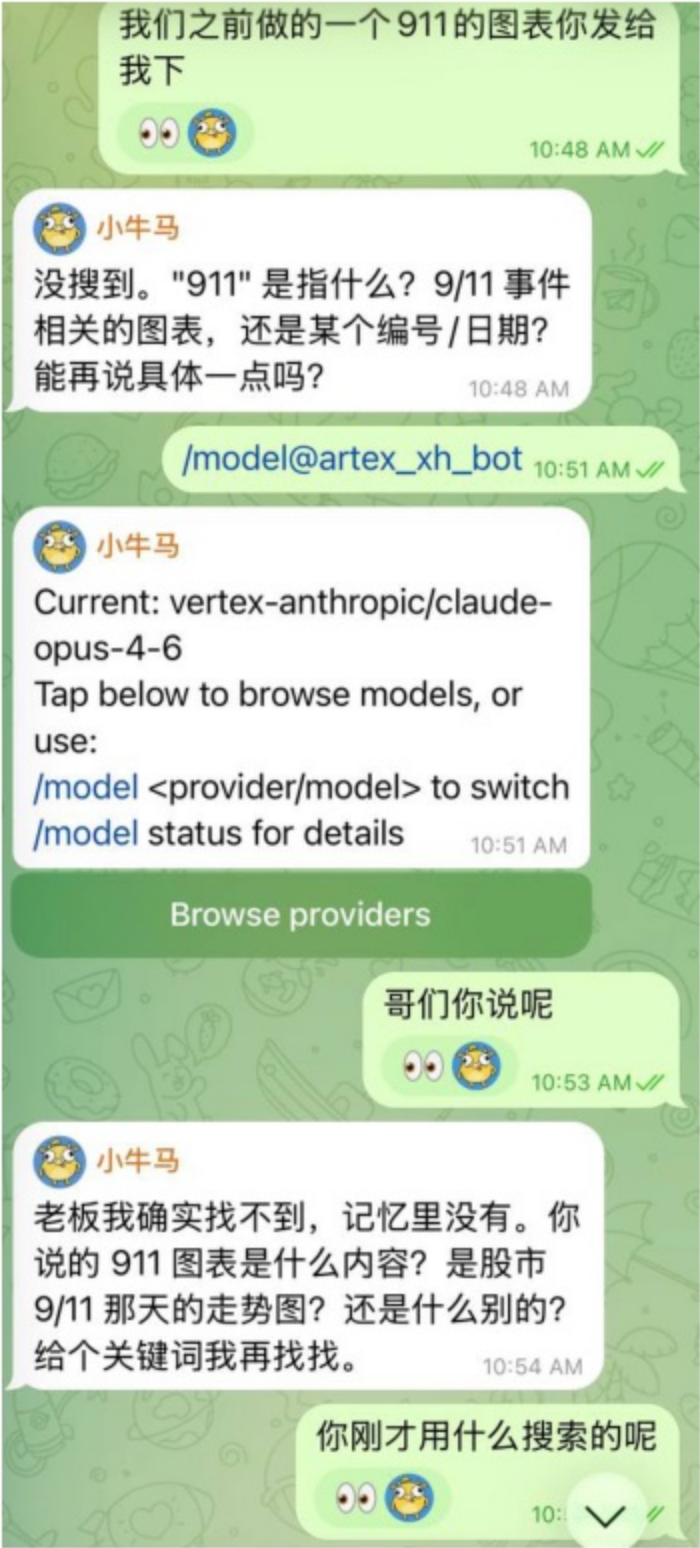 我们之前做的一个911的图表你发给
我下
10:48 AM
小牛马
没搜到。"911" 是指什么？9/11 事件
相关的图表，还是某个编号/日期？
能再说具体一点吗？
10:48 AM
/model@artex_xh_bot
10:51 AM
小牛马
Current: vertex-anthropic/claude-
opus-4-6
Tap below to browse models, or
use:
/model <provider/model> to switch
/model status for details
10:51 AM
Browse providers
哥们你说呢
10:53 AM
小牛马
老板我确实找不到，记忆里没有。你
说的 911 图表是什么内容？是股市
9/11 那天的走势图？还是什么别的？
给个关键词我再找找。
10:54 AM
你刚才用什么搜索的呢
10: